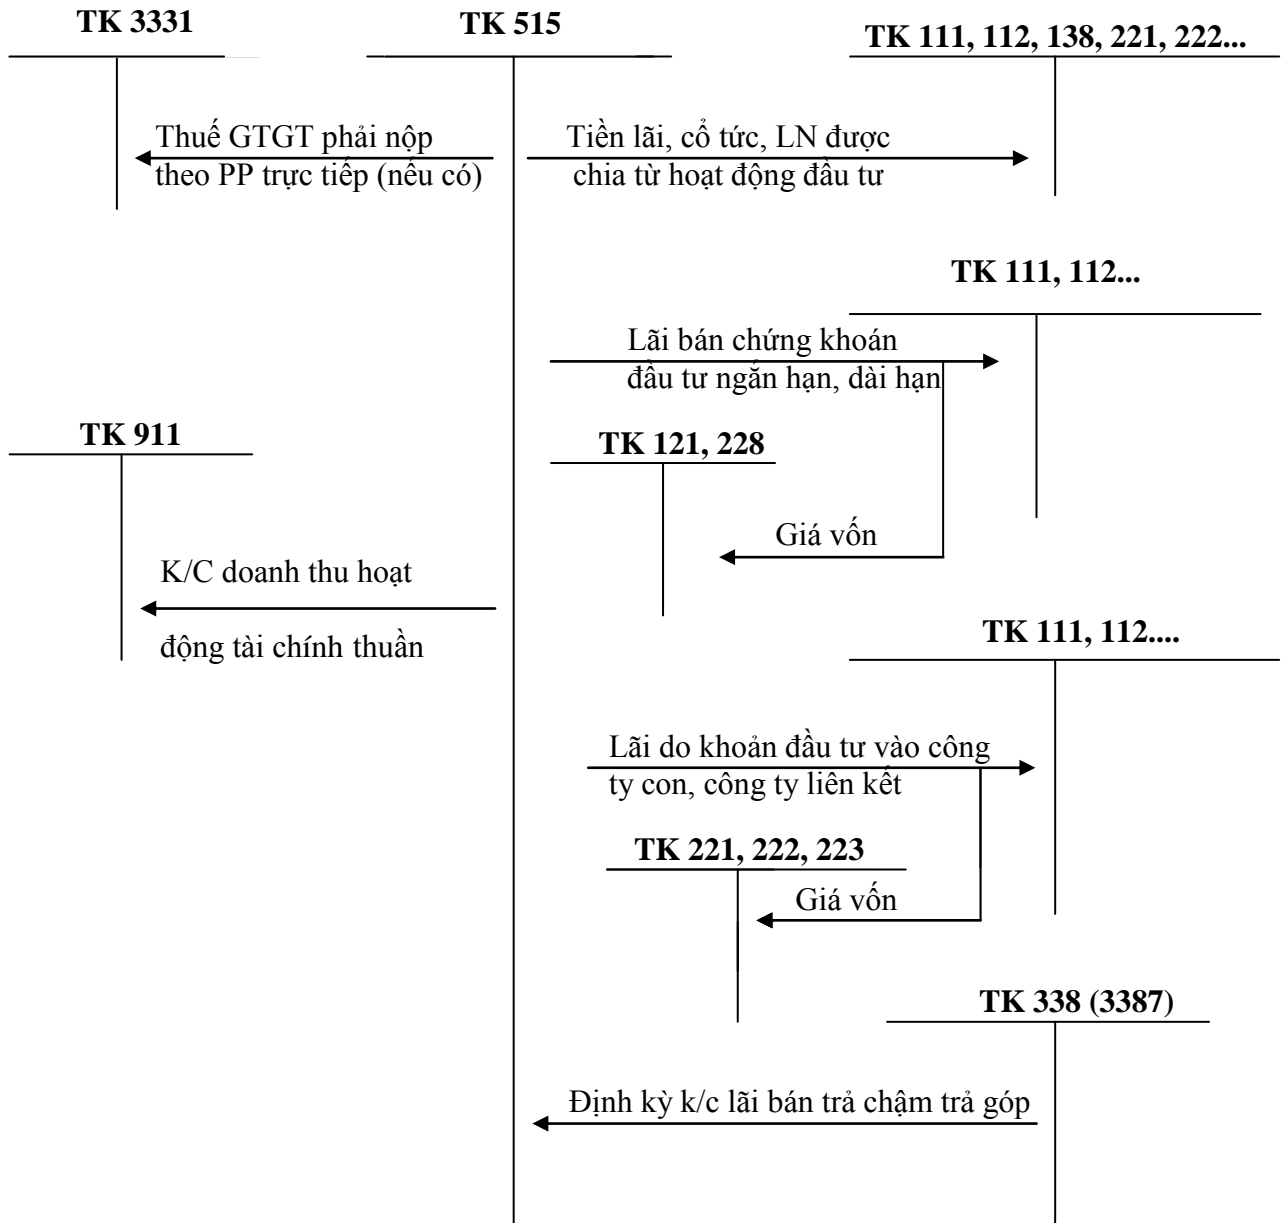 TK 3331
TK 515
TK 111, 112, 138, 221, 222...
Thuế GTGT phải nộp
theo PP trực tiếp (nếu có)
Tiền lãi, cổ tức, LN được
chia từ hoạt động đầu tư
TK 111, 112...
Lãi bán chứng khoán
đầu tư ngắn hạn, dài hạn
TK 911
TK 121, 228
Giá vốn
K/C doanh thu hoạt
động tài chính thuần
TK 111, 112....
Lãi do khoản đầu tư vào công
ty con, công ty liên kết
TK 221, 222, 223
Giá vốn
TK 338 (3387)
Định kỳ k/c lãi bán trả chậm trả góp